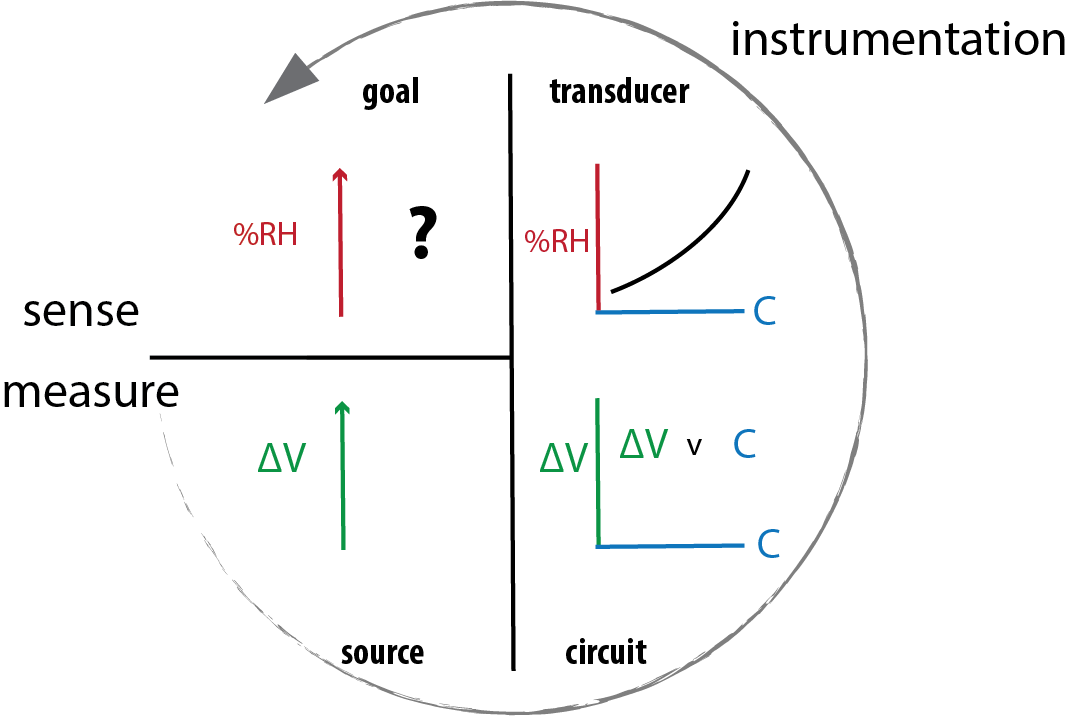 instrumentation
goal
transducer
%RH
?
%RH
C
sense
measure
ΔV
ΔV
ΔV v C
C
source
circuit